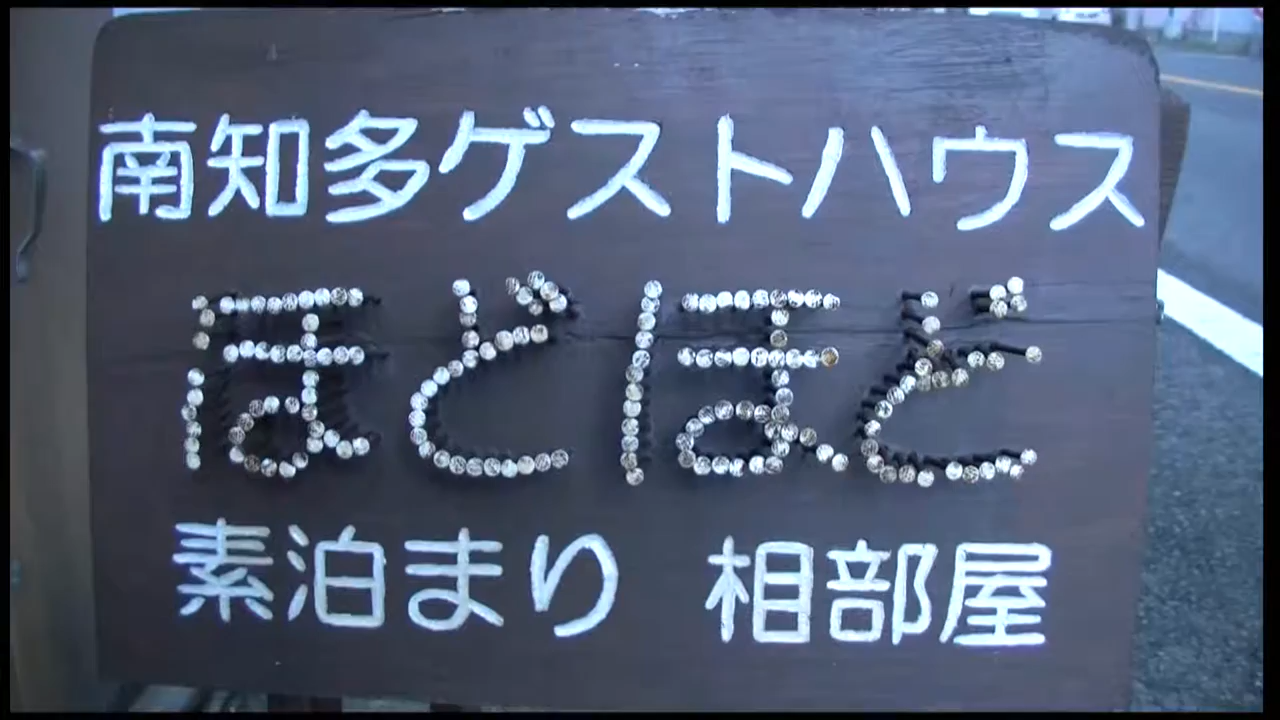 南知多ゲストハウス
ほどほど
素泊まり 相部屋